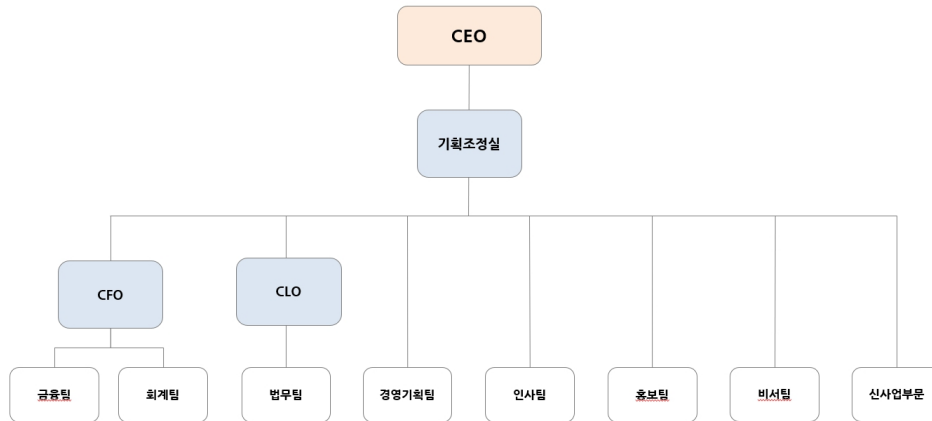 CEO
기획조정실
CFO
CLO
금융팀
회계팀
법무팀
경영기획팀
인사팀
홍보팀
비서팀
신사업부문